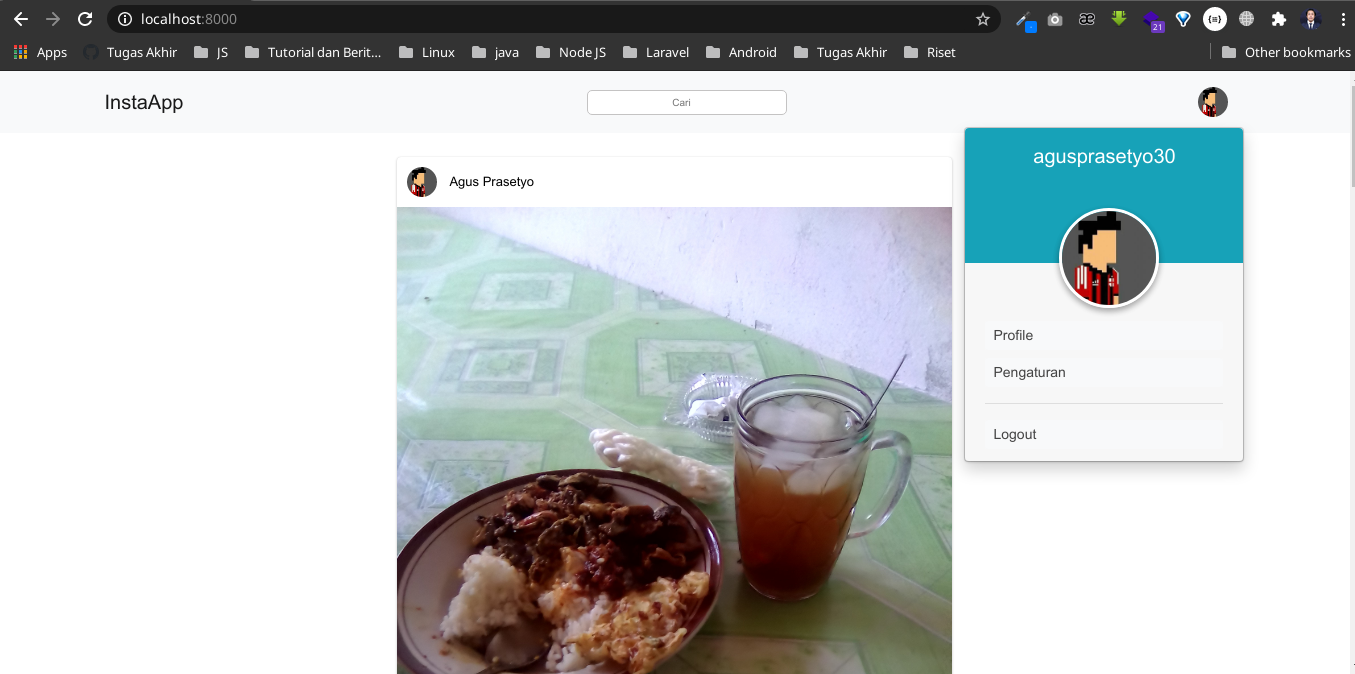 localhost:8000
21
Apps
Tugas Akhir
JS
Tutorial dan Berit...
Linux
java
Node JS
Laravel
Android
Tugas Akhir
Riset
Other bookmarks
InstaApp
Cari
Agus Prasetyo
agusprasetyo30
Profile
Pengaturan
Logout